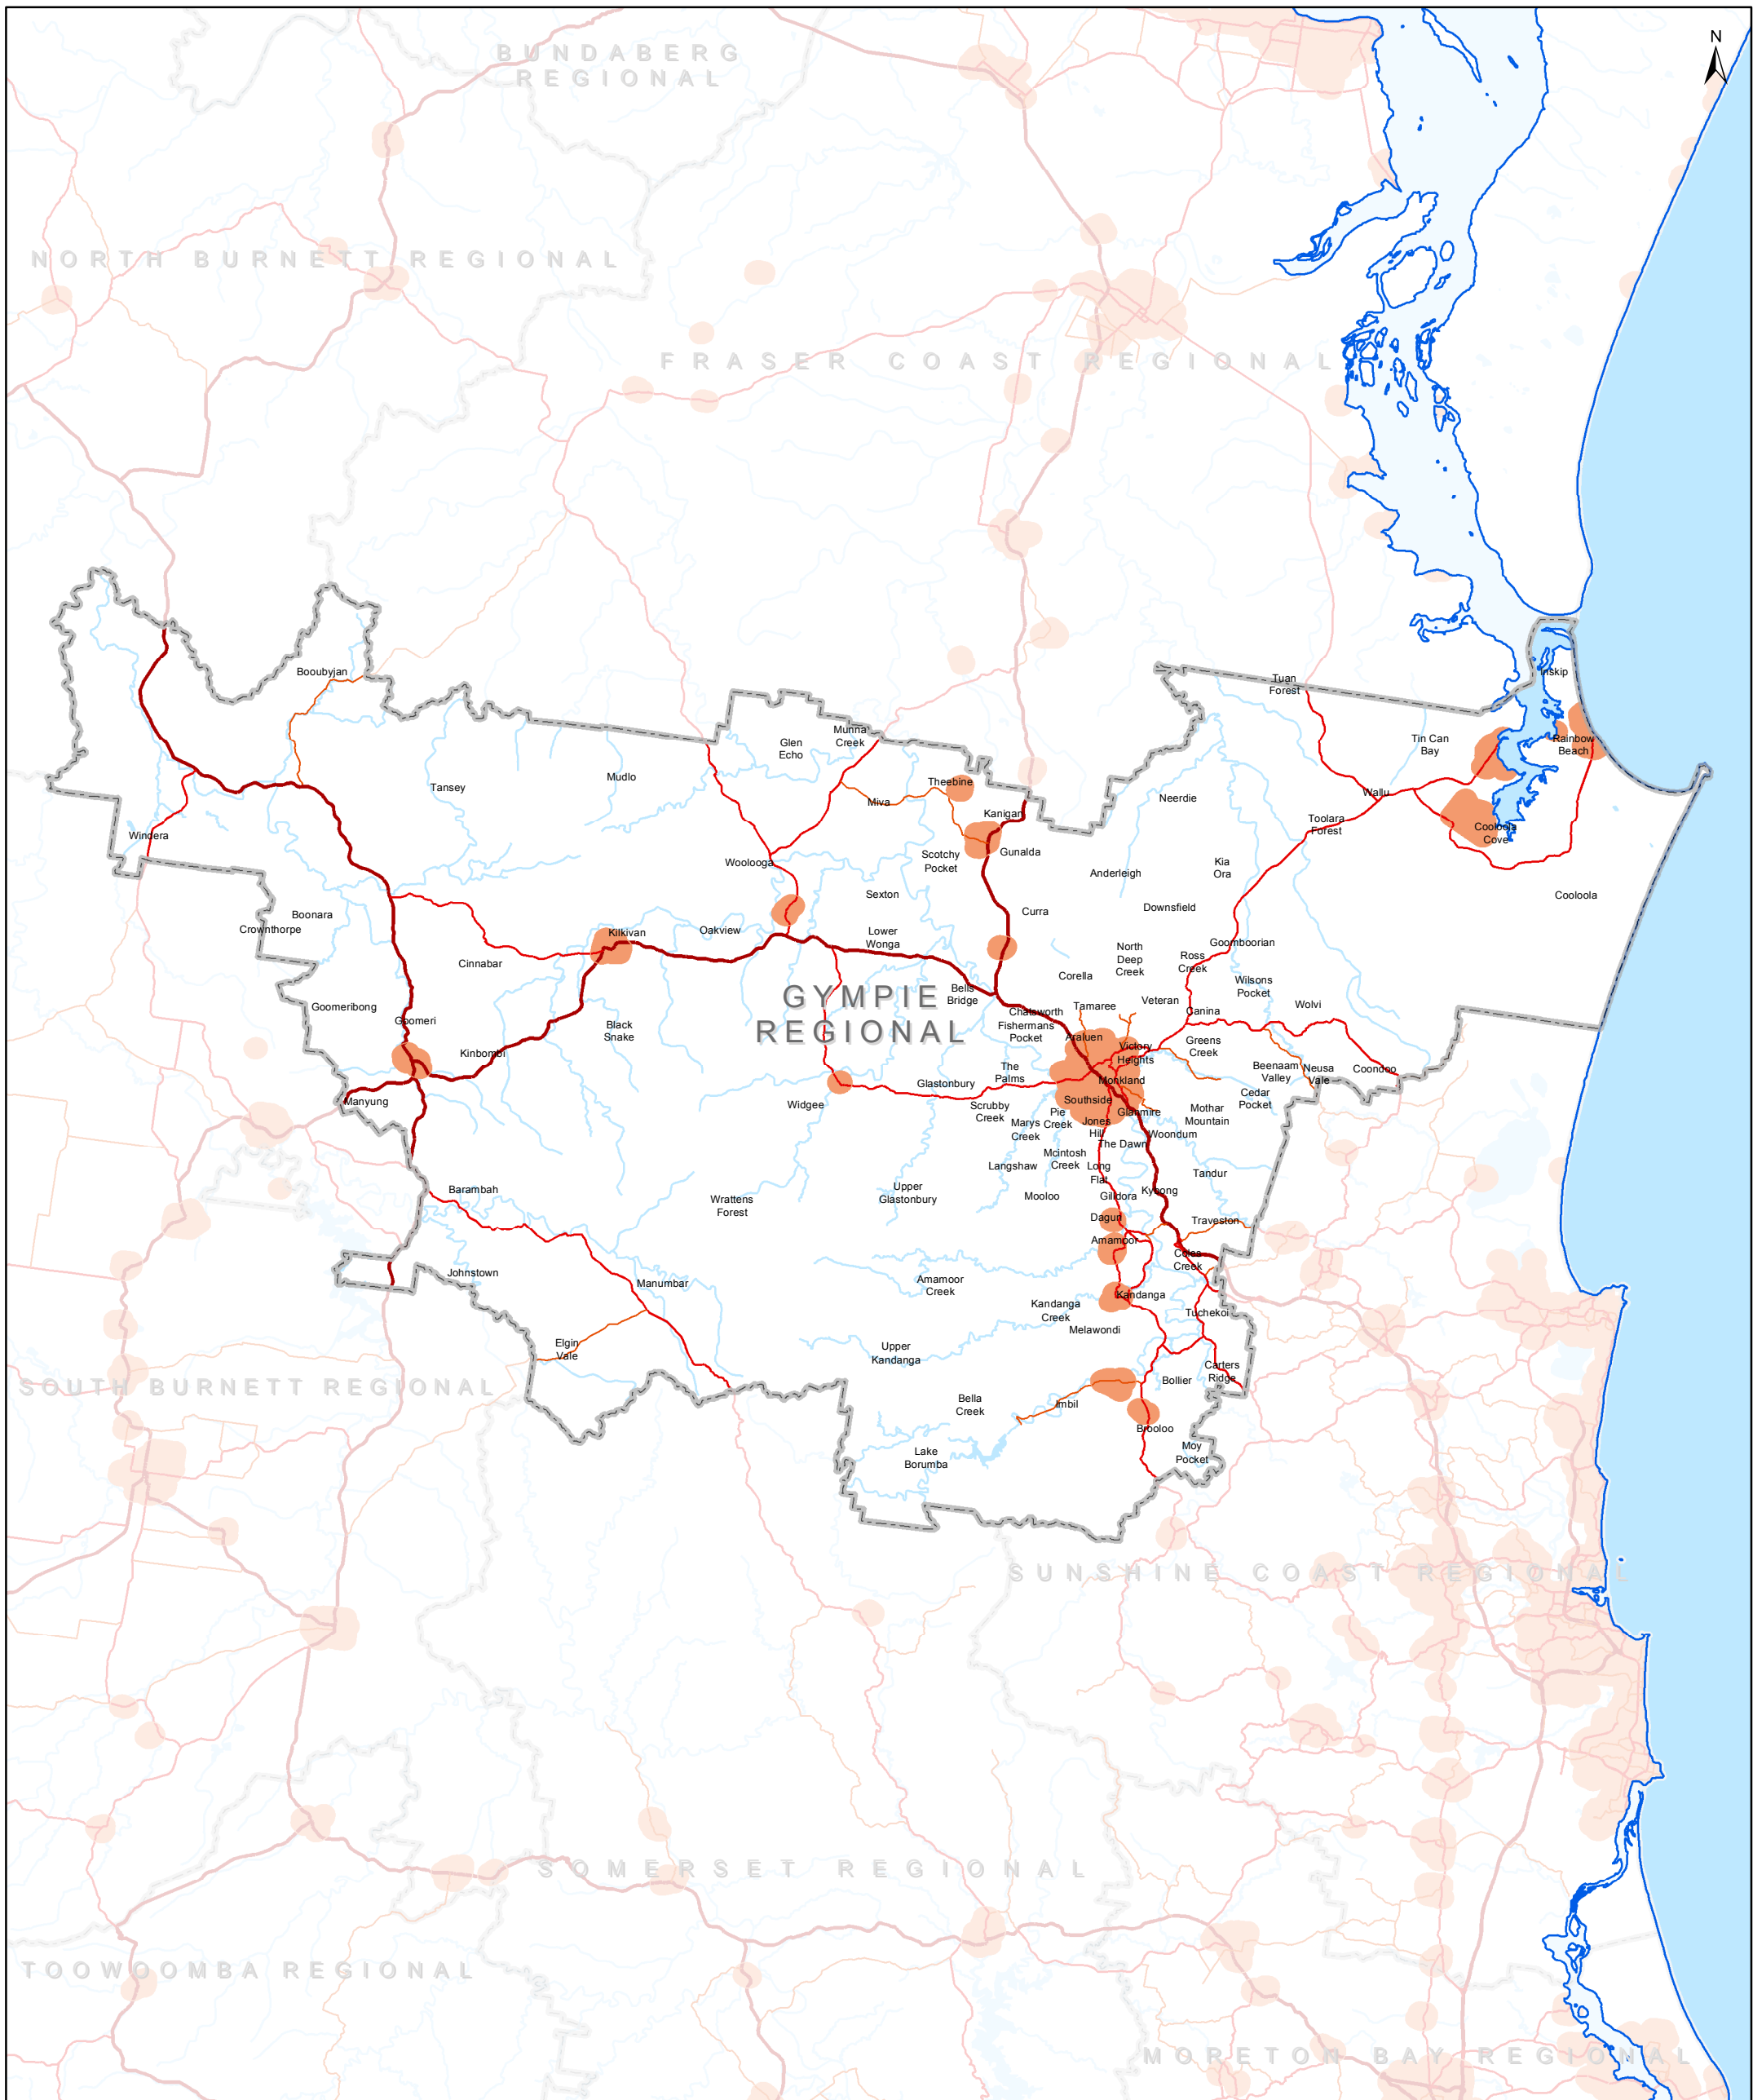 N
BUNDABERG
REGIONAL
NORTH BURNETT REGIONAL
FRASER COAST REGIONAL
Booubyjan
Inskip
Tuan
Forest
Munna
Creek
Glen
Echo
Tin Can
Bay
Rainbow
Beach
Mudlo
Tansey
Theebine
Miva
Wallu
Neerdie
Kanigan
Toolara
Forest
Cooloola
Cove
Windera
Gunalda
Scotchy
Pocket
Woolooga
Kia
Ora
Anderleigh
Sexton
Cooloola
Downsfield
Curra
Boonara
Crownthorpe
Kilkivan
Oakview
Lower
Wonga
Goomboorian
North
Deep
Creek
Ross
Creek
Cinnabar
Corella
Wilsons
Pocket
Bells
Bridge
GYMPIE
REGIONAL
Veteran
Tamaree
Wolvi
Goomeribong
Chatsworth
Canina
Goomeri
Fishermans
Pocket
Black
Snake
Araluen
Victory
Heights
Greens
Creek
Kinbombi
The
Palms
Beenaam
Valley
Neusa
Vale
Coondoo
Monkland
Glastonbury
Cedar
Pocket
Manyung
Widgee
Scrubby
Creek
Southside
Glanmire
Mothar
Mountain
Pie
Creek
Marys
Creek
Jones
Hill
Woondum
The Dawn
Mcintosh
Creek
Langshaw
Long
Flat
Tandur
Barambah
Upper
Glastonbury
Kybong
Mooloo
Gilldora
Wrattens
Forest
Dagun
Traveston
Amamoor
Coles
Creek
Johnstown
Amamoor
Creek
Manumbar
Kandanga
Kandanga
Creek
Tuchekoi
Melawondi
Elgin
Vale
Upper
Kandanga
Carters
Ridge
Bollier
SOUTH BURNETT REGIONAL
Bella
Creek
Imbil
Brooloo
Moy
Pocket
Lake
Borumba
SUNSHINE COAST REGIONAL
SOMERSET REGIONAL
TOOWOOMBA REGIONAL
MORETON BAY REGIONAL